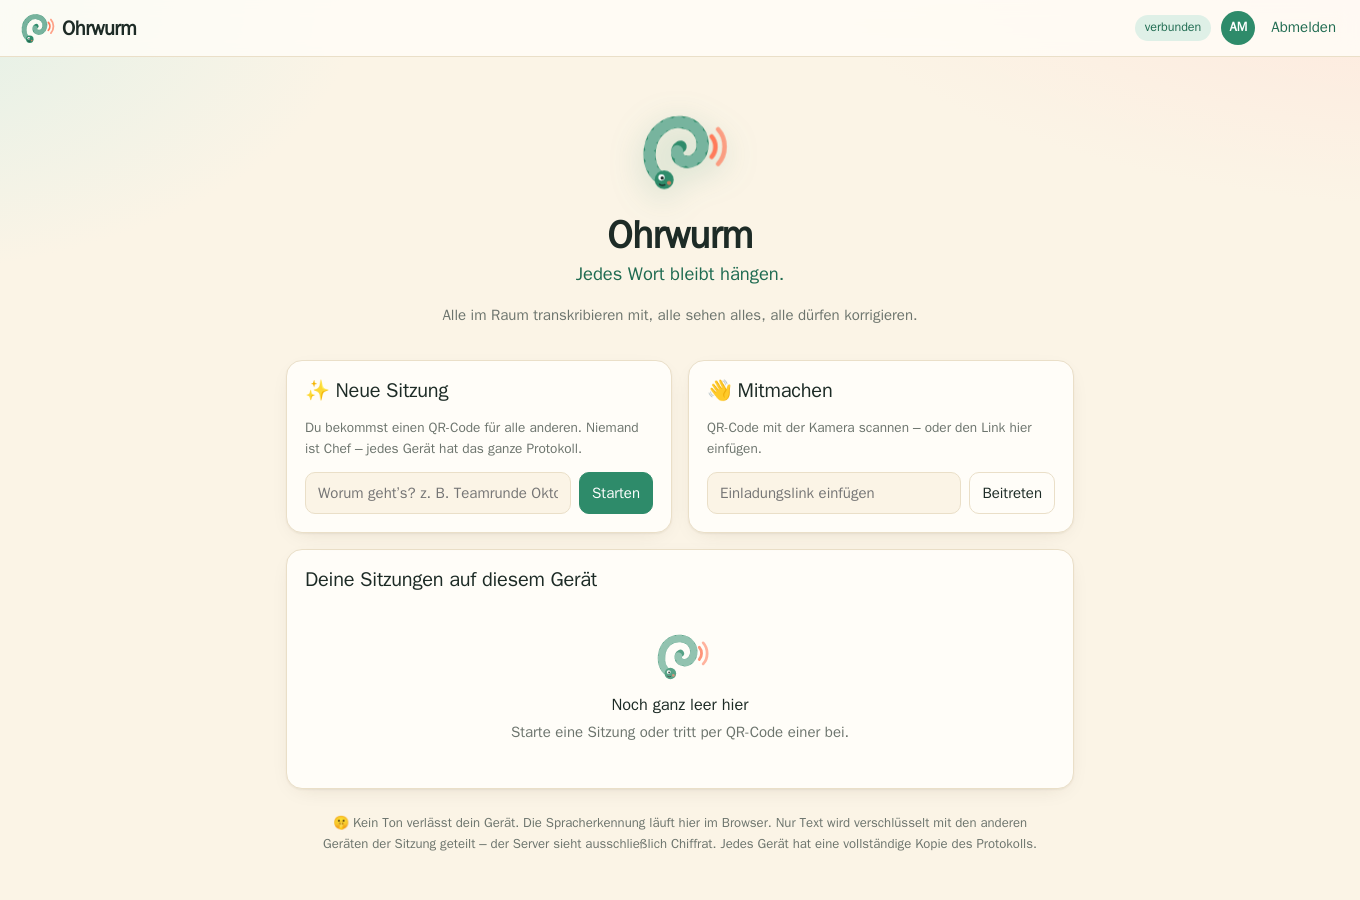 Ohrwurm
verbunden
AM
Abmelden
Ohrwurm
Jedes Wort bleibt hängen.
Alle im Raum transkribieren mit, alle sehen alles, alle dürfen korrigieren.
✨ Neue Sitzung
Du bekommst einen QR-Code für alle anderen. Niemand
ist Chef – jedes Gerät hat das ganze Protokoll.
Worum geht's? z. B. Teamrunde Okto
Starten
👋 Mitmachen
QR-Code mit der Kamera scannen – oder den Link hier
einfügen.
Einladungslink einfügen
Beitreten
Deine Sitzungen auf diesem Gerät
Noch ganz leer hier
Starte eine Sitzung oder tritt per QR-Code einer bei.
🤫 Kein Ton verlässt dein Gerät. Die Spracherkennung läuft hier im Browser. Nur Text wird verschlüsselt mit den anderen
Geräten der Sitzung geteilt – der Server sieht ausschließlich Chiffrat. Jedes Gerät hat eine vollständige Kopie des Protokolls.